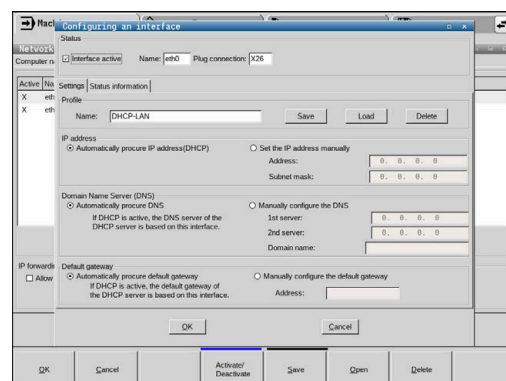 Configuring an interface
Status
Interface active Name: eth0 Plug connection: X26
Network
Computer
Active
X
X
Settings Status information
Profile
Name: DHCP-LAN Save Load Delete
IP address
Automatically procure IP address(DHCP) Set the IP address manually
Address: 0. 0. 0. 0
Subnet mask: 0. 0. 0. 0
Domain Name Server (DNS)
Automatically procure DNS Manually configure the DNS
If DHCP is active, the DNS server of the 1st server: 0. 0. 0. 0
DHCP server is based on this interface. 2nd server: 0. 0. 0. 0
Domain name:
Default gateway
Automatically procure default gateway Manually configure the default gateway
If DHCP is active, the default gateway of Address:
the DHCP server is based on this interface.
Allow
OK Cancel
OK Cancel Activate/ Save Open Delete
Deactivate